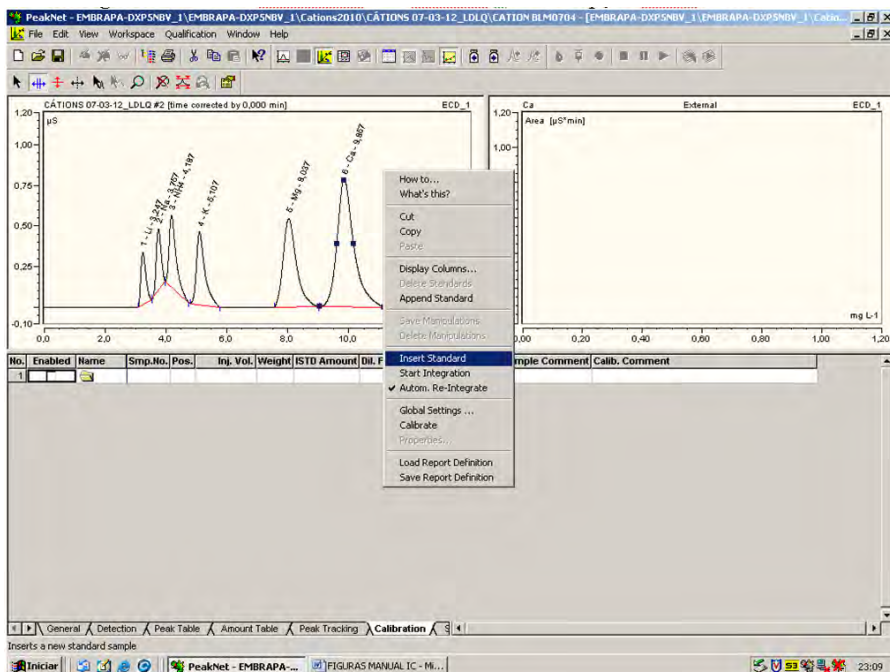 PeakNet - EMBRAPA-DXP5NBV_1\EMBRAPA-DXP5NBV_1\Cations2010\CÁTIONS 07-03-12_LDLQ\CATION BLM0704 - [EMBRAPA-DXP5NBV_1\EMBRAPA-DXP5NBV_1\Catin...
File Edit View Workspace Qualification Window Help
CÁTIONS 07-03-12_LDLQ #2 [time corrected by 0,000 min] ECD_1
1,20
µS
1,00
0,75
0,50
0,25
-0,10
1 - Li - 3,247
2 - Na - 3,757
3 - NH4 - 4,187
4 - K - 5,107
5 - Mg - 8,037
6 - Ca - 9,857
0,0 2,0 4,0 6,0 8,0 10,0
Ca External ECD_1
1,20
Area [µS*min]
1,00
mg L-1
0,00 0,20 0,40 0,60 0,80 1,00 1,20
How to...
What's this?
Cut
Copy
Paste
Display Columns...
Delete Standards
Append Standard
Save Manipulations
Delete Manipulations
Insert Standard
Start Integration
Autom. Re-Integrate
Global Settings ...
Calibrate
Properties...
Load Report Definition
Save Report Definition
No. Enabled Name Smp.No. Pos. Inj. Vol. Weight ISTD Amount Dil. F mple Comment Calib. Comment
1
General Detection Peak Table Amount Table Peak Tracking Calibration S
Inserts a new standard sample
Iniciar PeakNet - EMBRAPA-... FIGURAS MANUAL IC - Mi... 53 23:09